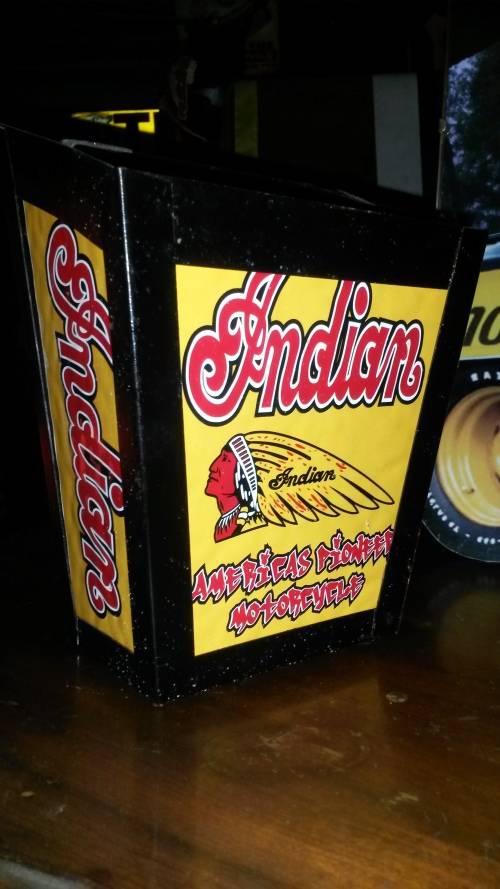 Indian
Indian
Indian
AMERICAS PIONEER
MOTORCYCLE